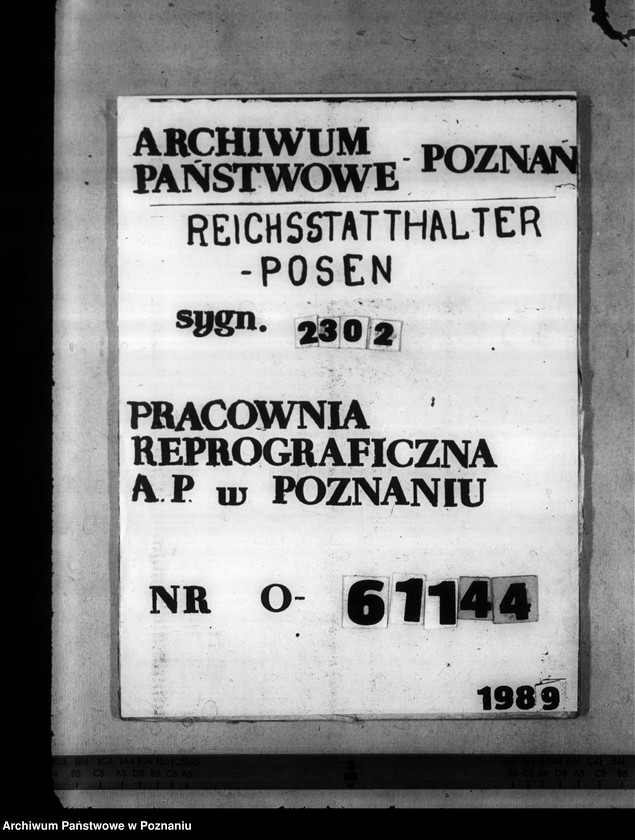 ARCHIWUM
PAŃSTWOWE - POZNAŃ
REICHSSTATTHALTER
-POSEN
sygn. 2302
PRACOWNIA
REPROGRAFICZNA
A.P. w POZNANIU
NR O- 61144
1989
Archiwum Państwowe w Poznaniu